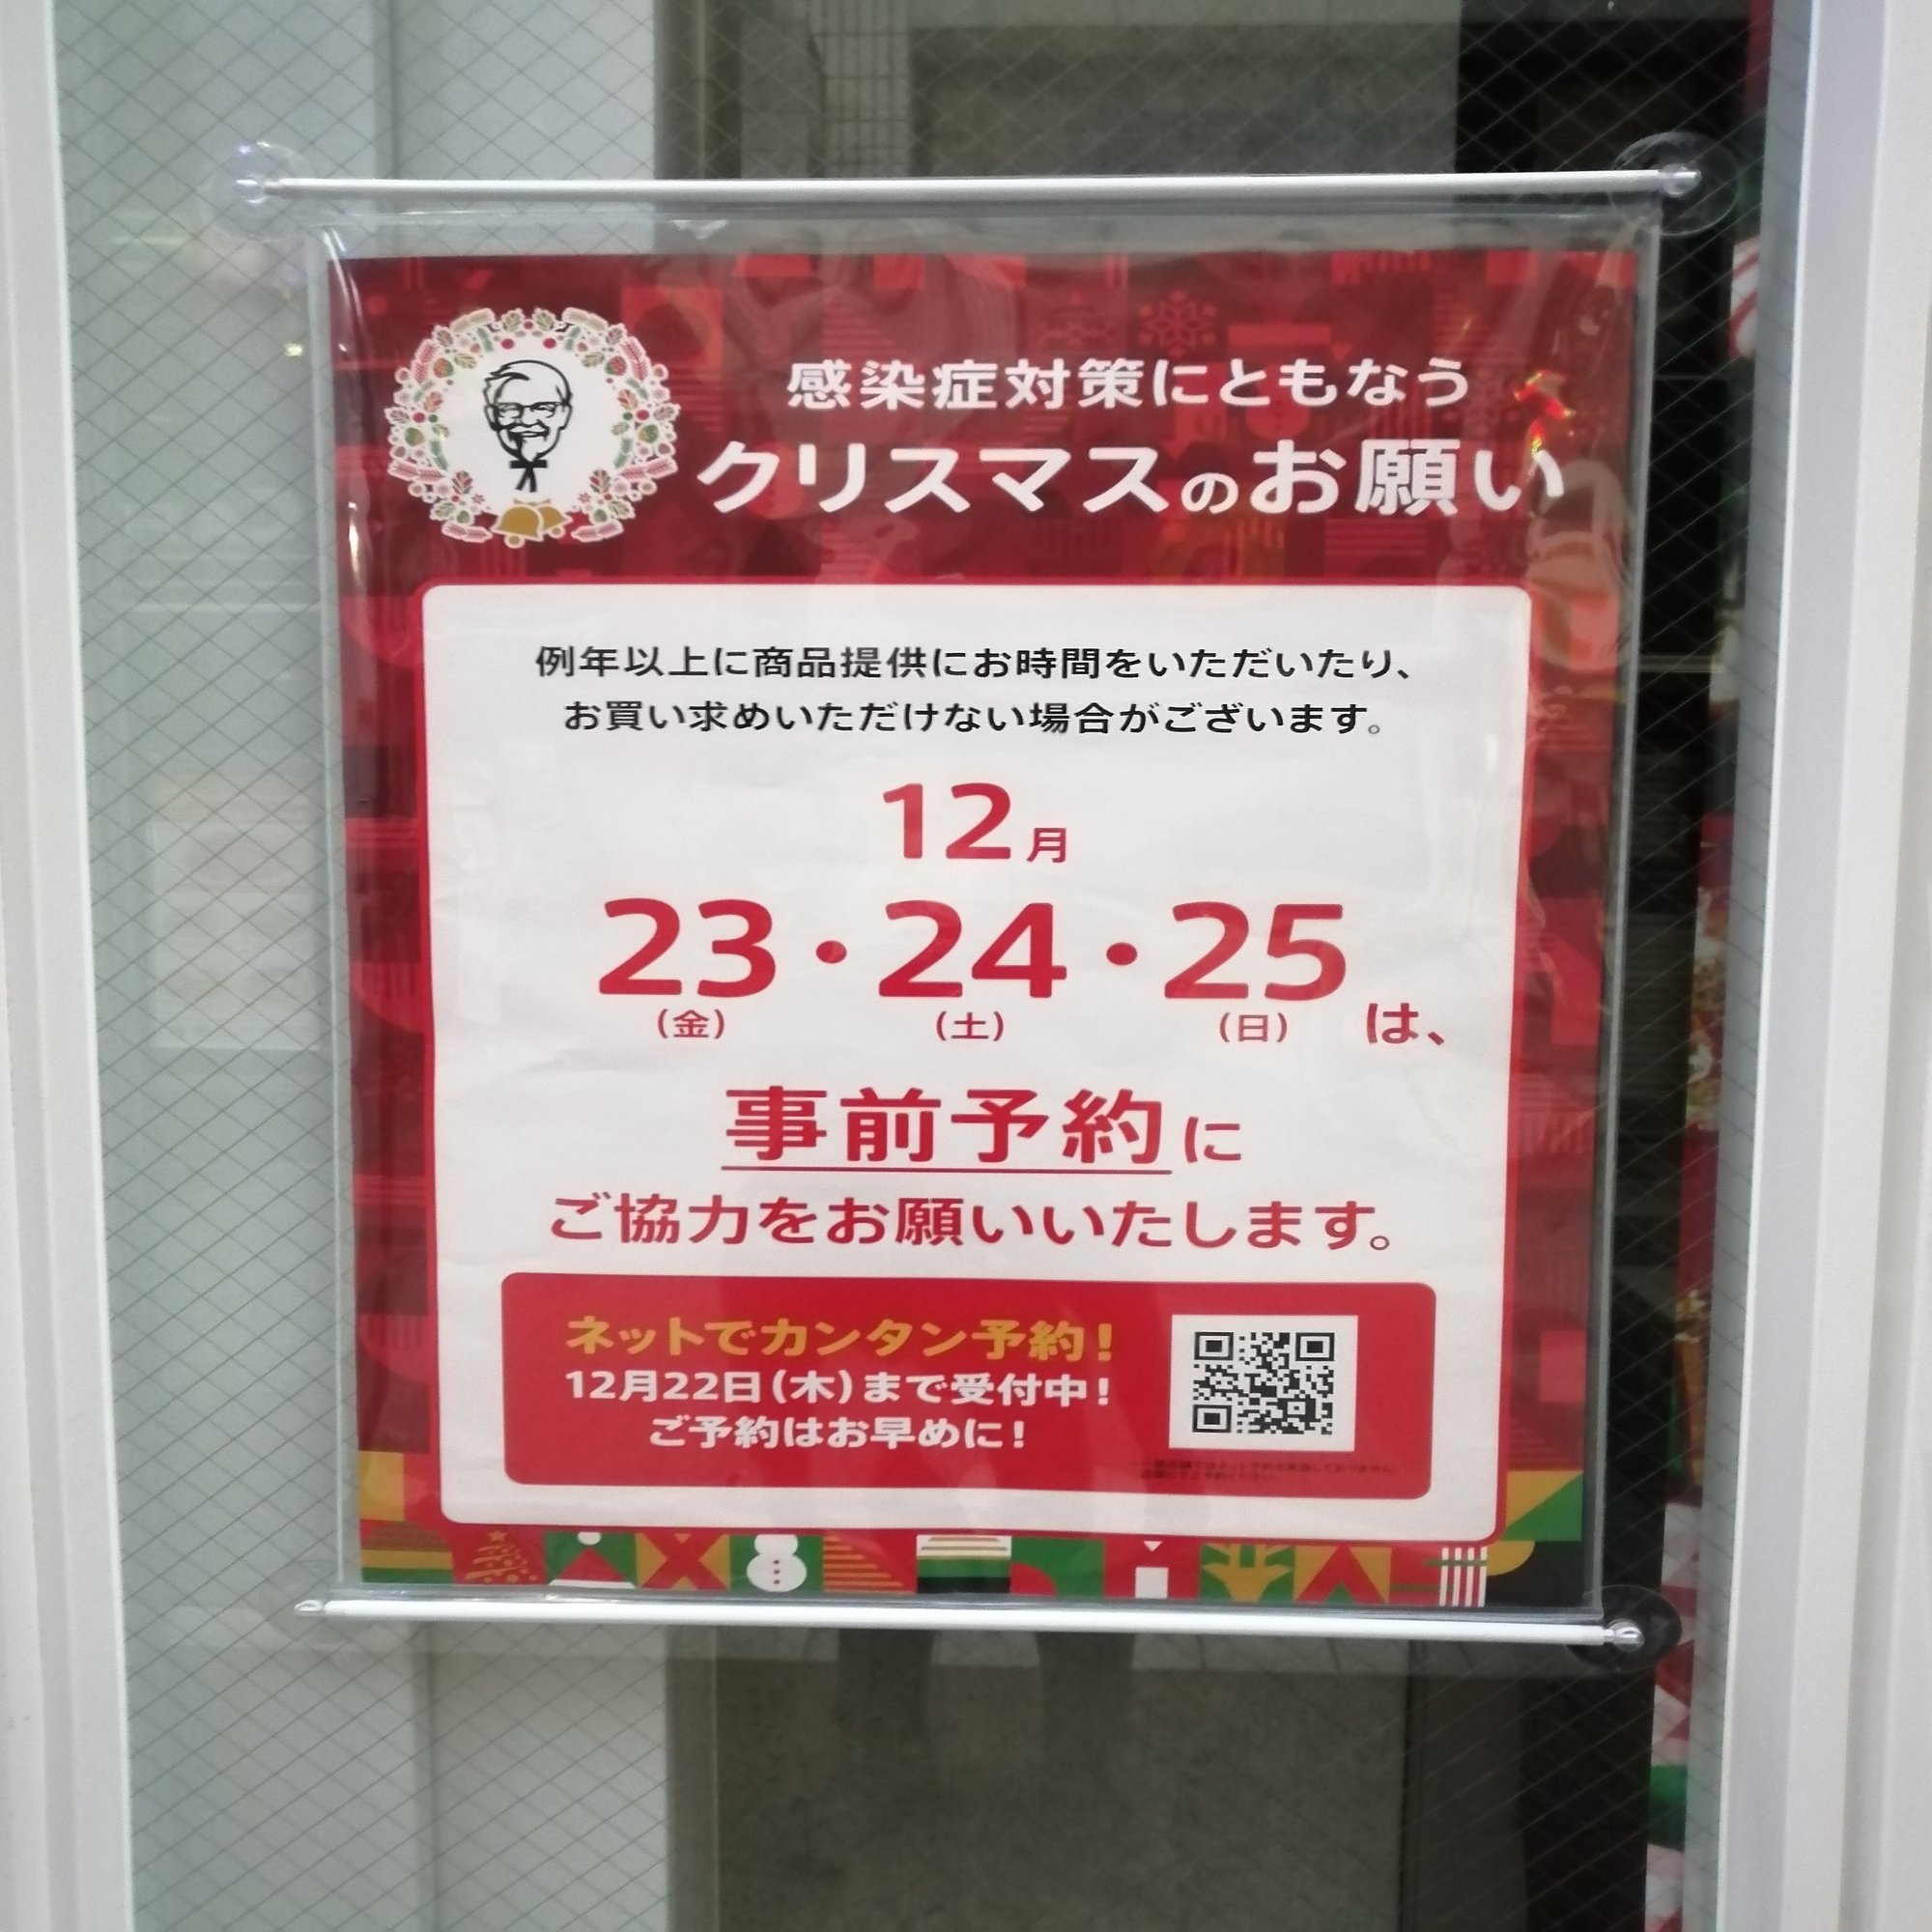 感染症対策にともなう
クリスマスのお願い
例年以上に商品提供にお時間をいただいたり、
お買い求めいただけない場合がございます。
12月
23・24・25
(金) (土) (日) は、
事前予約に
ご協力をお願いいたします。
ネットでカンタン予約!
12月22日(木)まで受付中!
ご予約はお早めに!